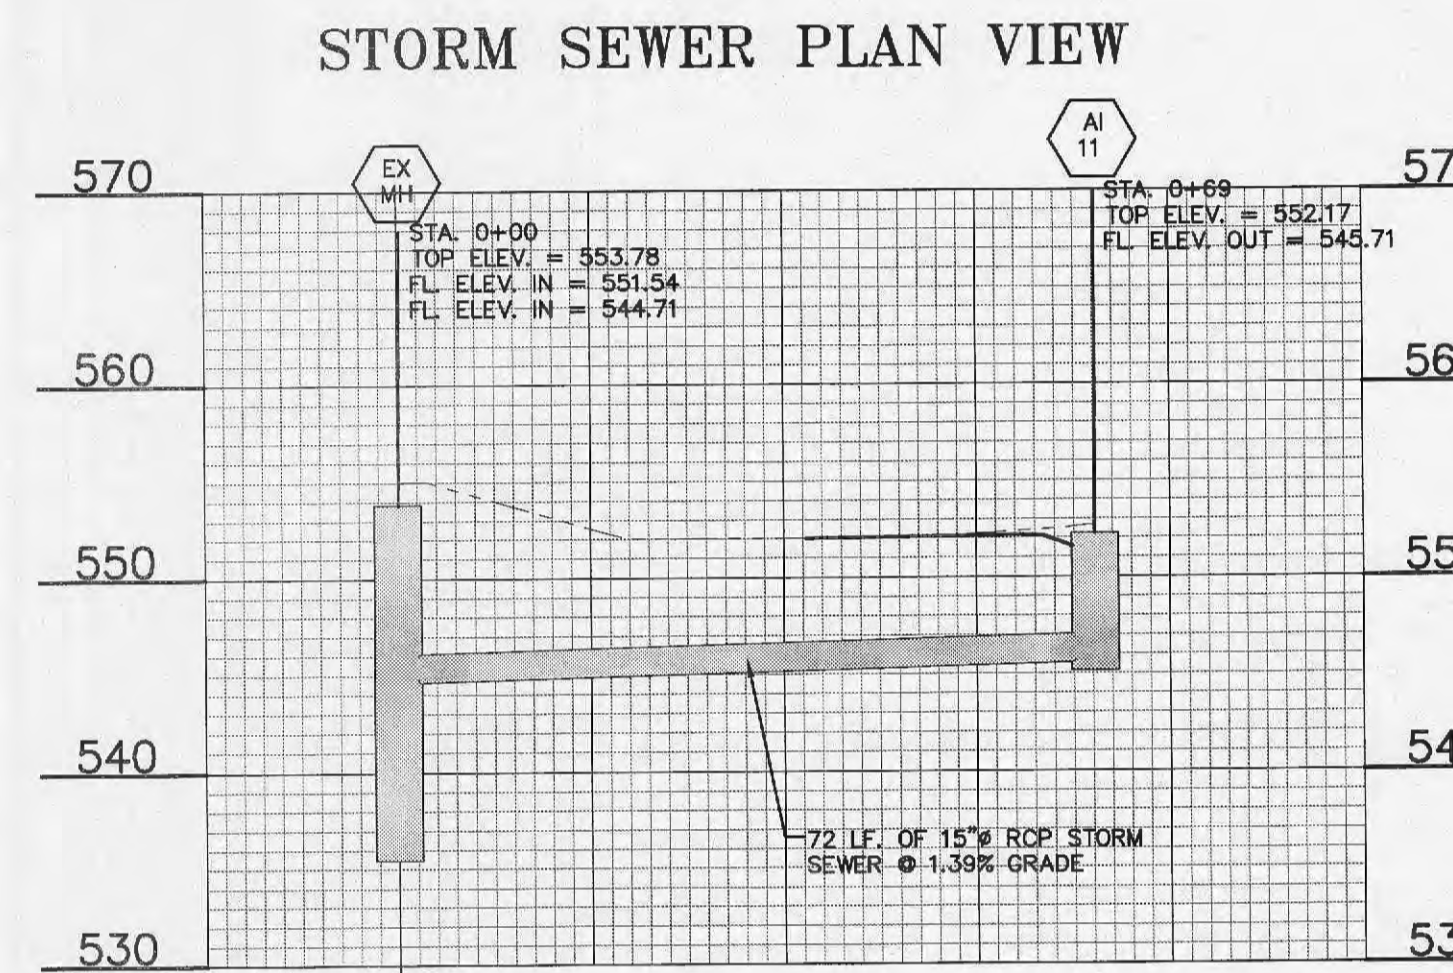 STORM SEWER PLAN VIEW
EX
MH
AI
11
STA. 0+00
TOP ELEV. = 553.78
FL. ELEV. IN = 551.54
FL. ELEV. IN = 544.71
STA. 0+69
TOP ELEV. = 552.17
FL. ELEV. OUT = 545.71
570
560
550
540
530
57
56
55
54
53
72 LF. OF 15"ø RCP STORM
SEWER @ 1.39% GRADE